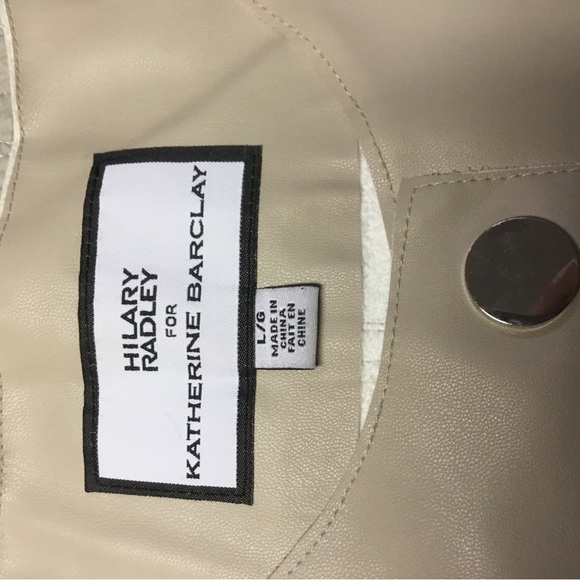 HILARY
RADLEY
FOR
KATHERINE BARCLAY
L/G
MADE IN
CHINA
FAIT EN
CHINE